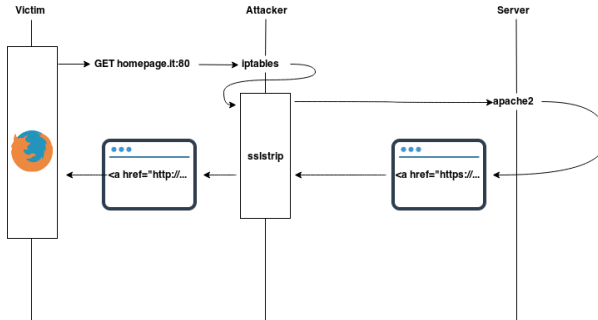 Victim
Attacker
Server
GET homepage.it:80
iptables
apache2
sslstrip
<a href="http://...
<a href="https://...